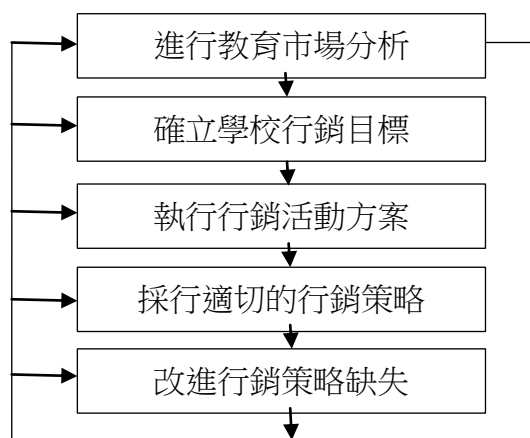 進行教育市場分析
確立學校行銷目標
執行行銷活動方案
採行適切的行銷策略
改進行銷策略缺失